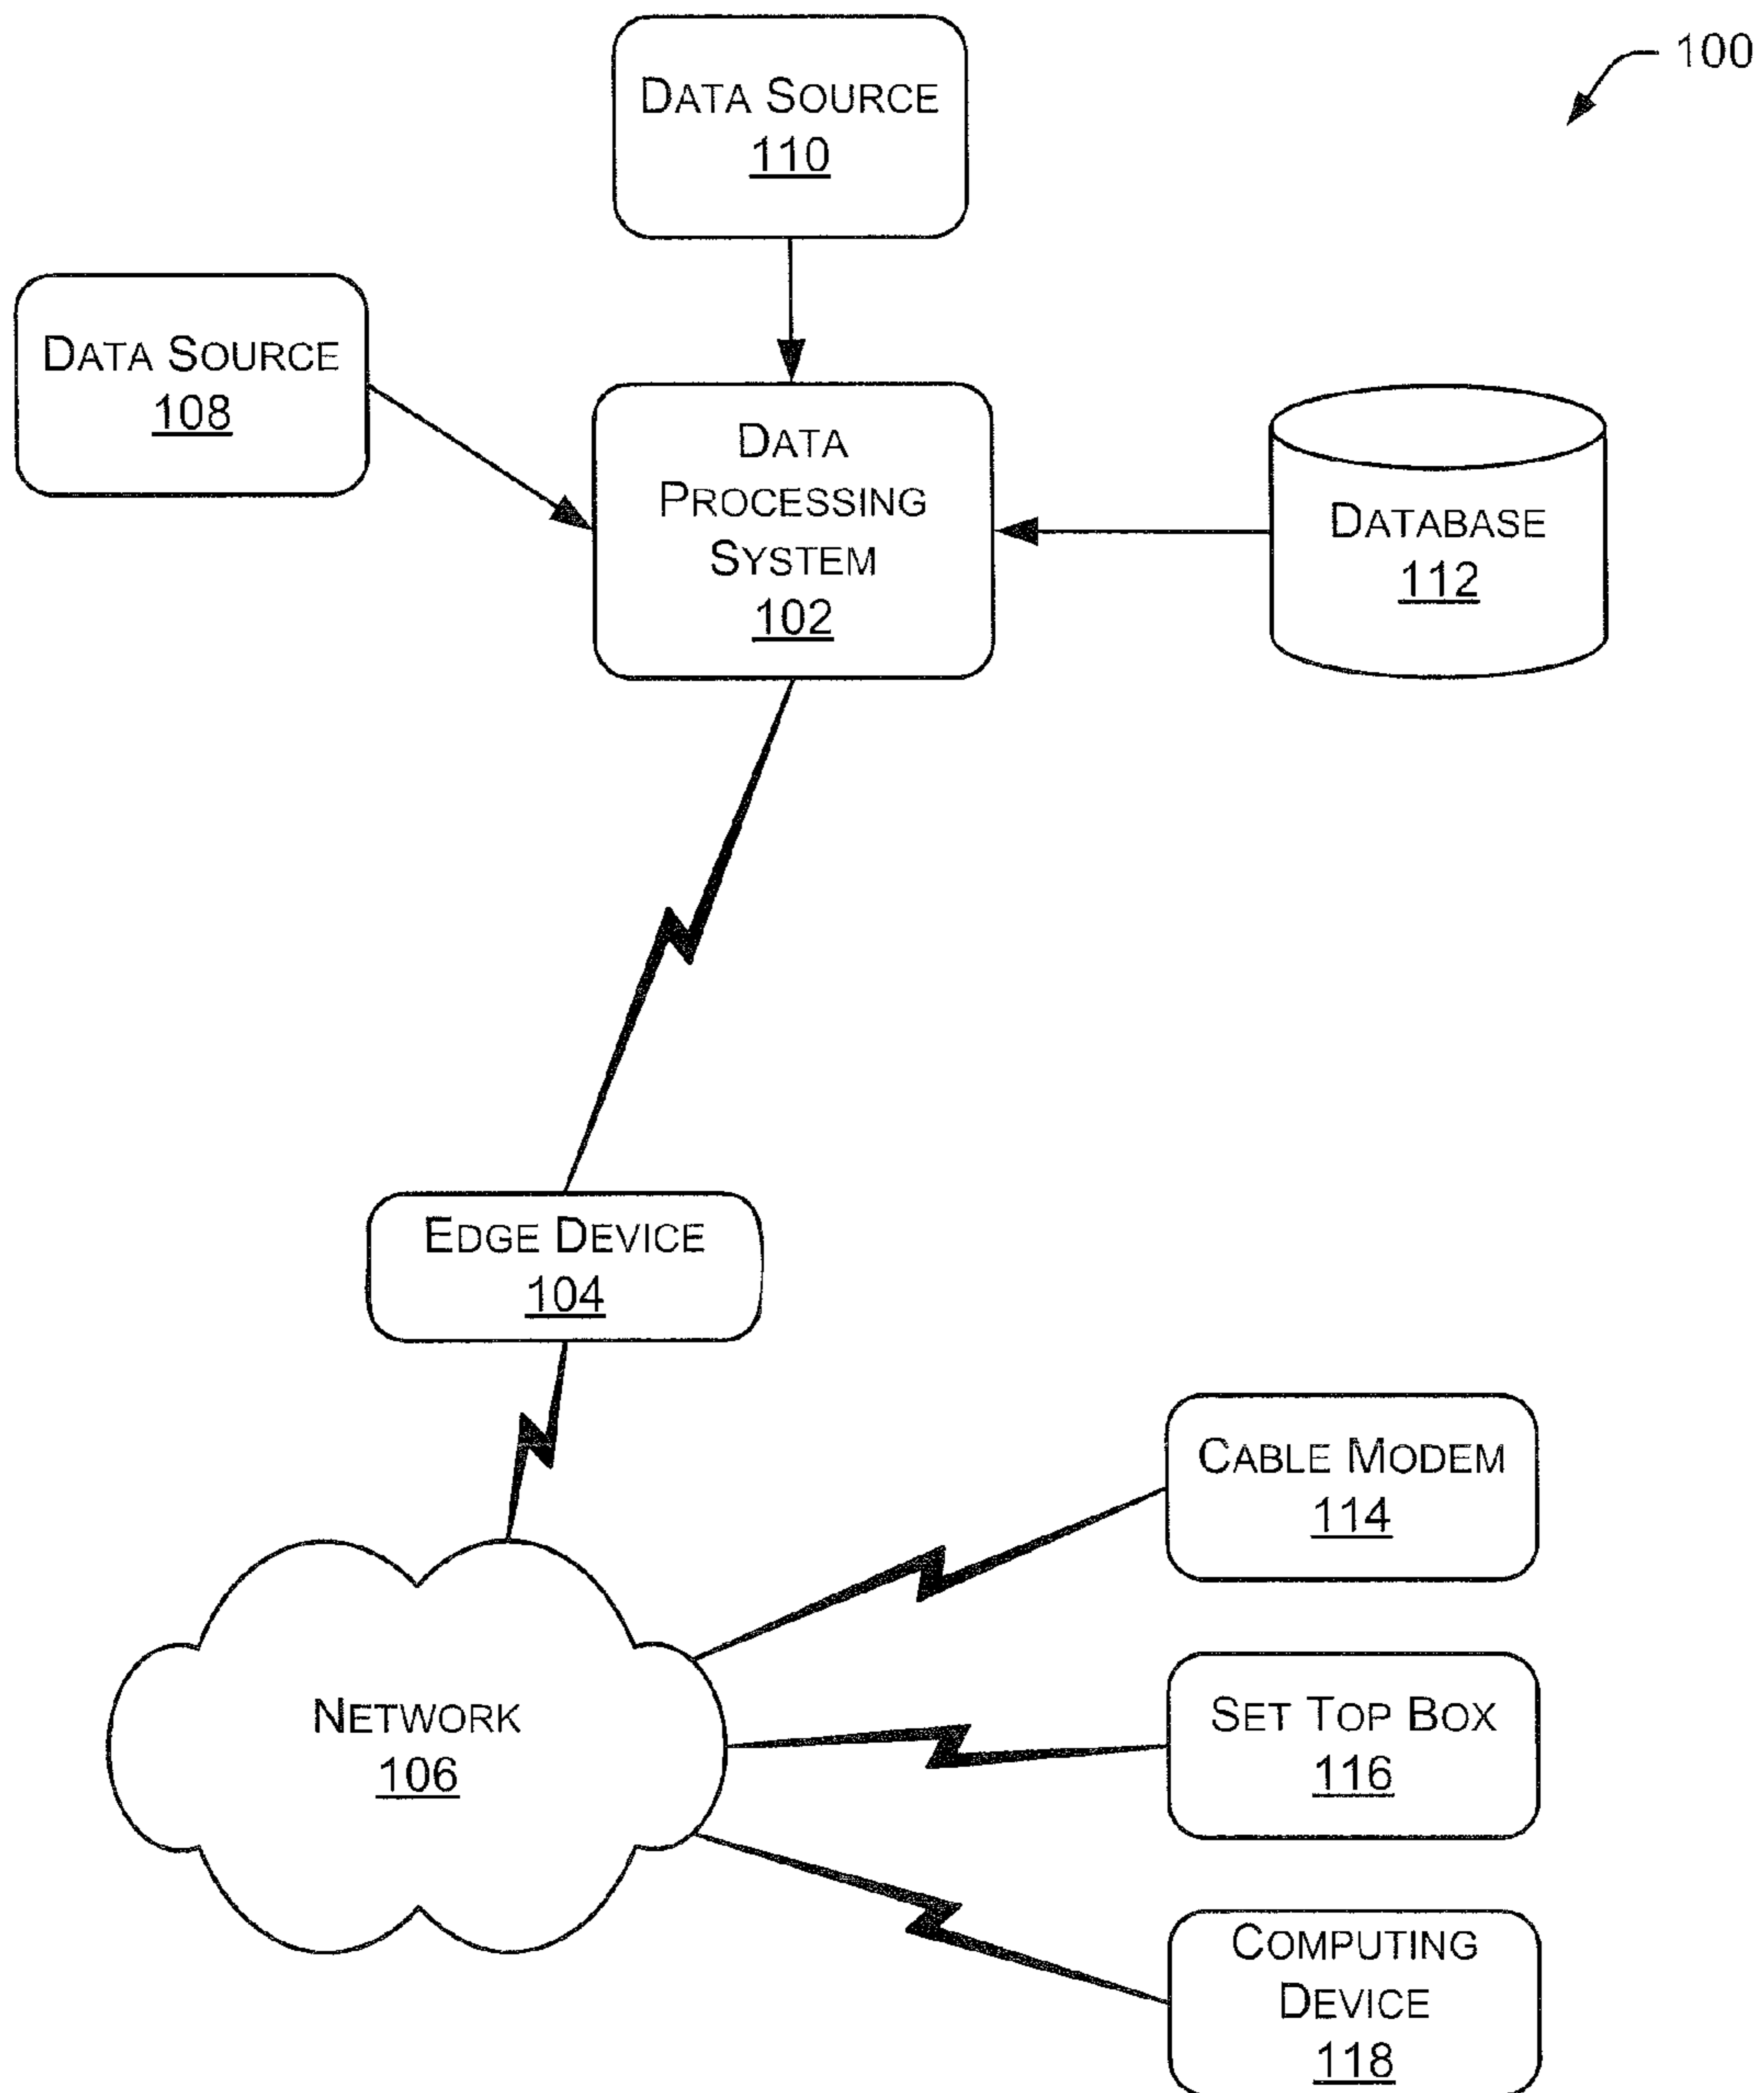 100
DATA SOURCE
110
DATA SOURCE
108
DATA
PROCESSING
SYSTEM
102
DATABASE
112
EDGE DEVICE
104
CABLE MODEM
114
NETWORK
106
SET TOP BOX
116
COMPUTING
DEVICE
118